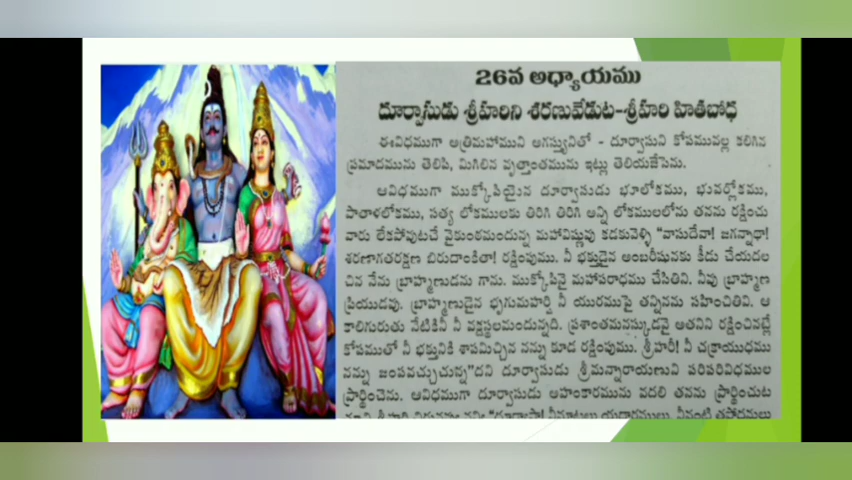 26వ అధ్యాయము
దూర్వాసుడు శ్రీహరిని శరణువేడుట-శ్రీహరి హితబోధ
ఈవిధముగా అత్రిమహాముని అగస్త్యునితో - దూర్వాసుని కోపమువల్ల కలిగిన
ప్రమాదమును తెలిపి, మిగిలిన వృత్తాంతమును ఇట్లు తెలియజేసెను.
ఆవిధముగా ముక్కోపియైన దూర్వాసుడు భూలోకము, భువర్లోకము,
పాతాళలోకము, సత్య లోకములకు తిరిగి తిరిగి అన్ని లోకములలోను తనను రక్షించు
వారు లేకపోవుటచే వైకుంఠమందున్న మహావిష్ణువు కడకువెళ్ళి "వాసుదేవా! జగన్నాధా!
శరణాగతరక్షణ బిరుదాంకితా! రక్షింపుము. నీ భక్తుడైన అంబరీషునకు కీడు చేయదల
చిన నేను బ్రాహ్మణుడను గాను. ముక్కోపినై మహాపరాధము చేసితిని. నీవు బ్రాహ్మణ
ప్రియుడవు. బ్రాహ్మణుడైన భృగుమహర్షి నీ యురముపై తన్నినను సహించితివి. ఆ
కాలిగురుతు నేటికినీ నీ వక్షస్థలమందున్నది. ప్రశాంతమనస్కుడవై అతనిని రక్షించినట్లే
కోపముతో నీ భక్తునికి శాపమిచ్చిన నన్ను కూడ రక్షింపుము. శ్రీహరీ! నీ చక్రాయుధము
నన్ను జంపవచ్చుచున్న"దని దూర్వాసుడు శ్రీమన్నారాయణుని పరిపరివిధముల
ప్రార్థించెను. ఆవిధముగా దూర్వాసుడు అహంకారమును వదలి తనను ప్రార్థించుట